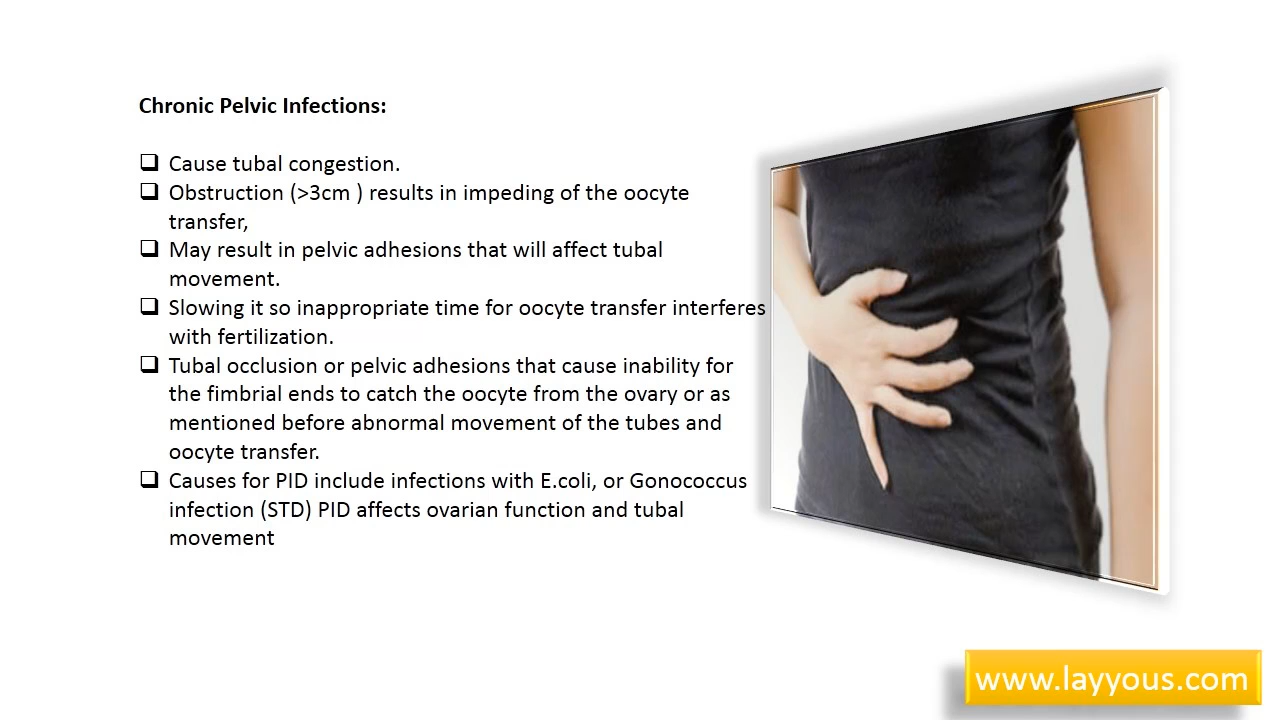 Chronic Pelvic Infections:
❑ Cause tubal congestion.
❑ Obstruction (>3cm ) results in impeding of the oocyte
transfer,
❑ May result in pelvic adhesions that will affect tubal
movement.
❑ Slowing it so inappropriate time for oocyte transfer interferes
with fertilization.
❑ Tubal occlusion or pelvic adhesions that cause inability for
the fimbrial ends to catch the oocyte from the ovary or as
mentioned before abnormal movement of the tubes and
oocyte transfer.
❑ Causes for PID include infections with E.coli, or Gonococcus
infection (STD) PID affects ovarian function and tubal
movement
www.layyous.com